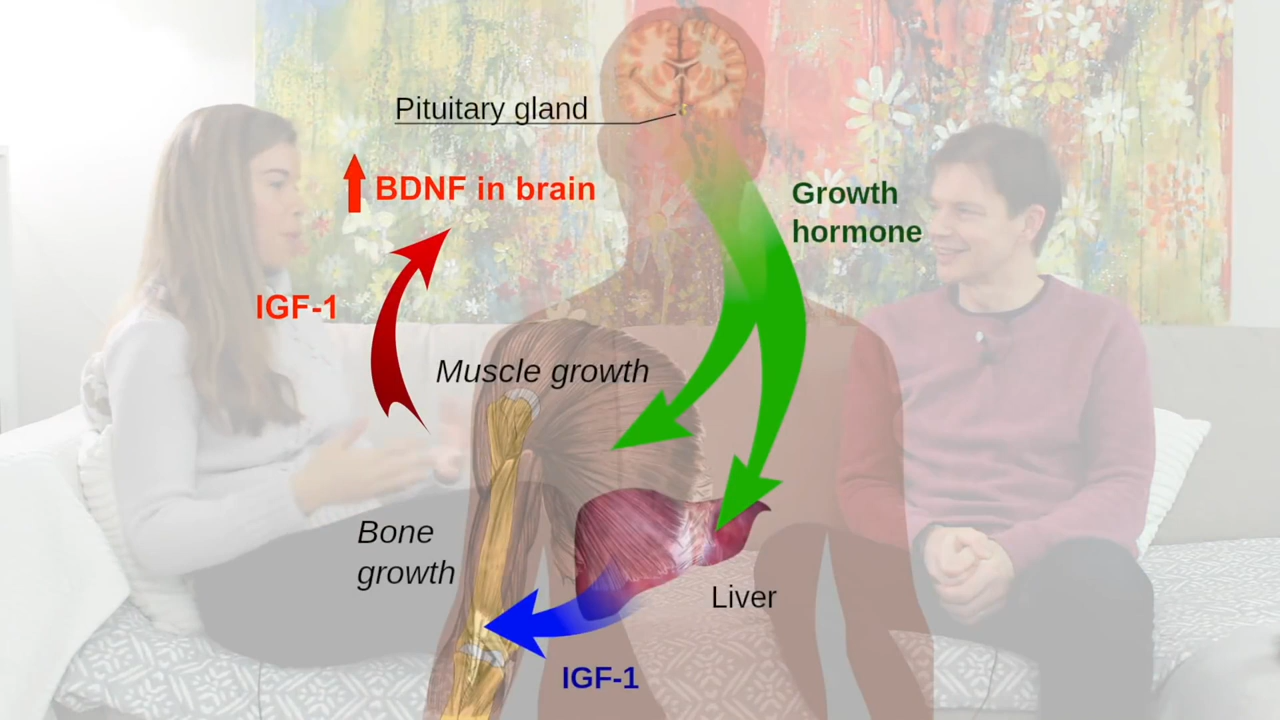 Pituitary gland
BDNF in brain
Growth
hormone
IGF-1
Muscle growth
Bone
growth
Liver
IGF-1